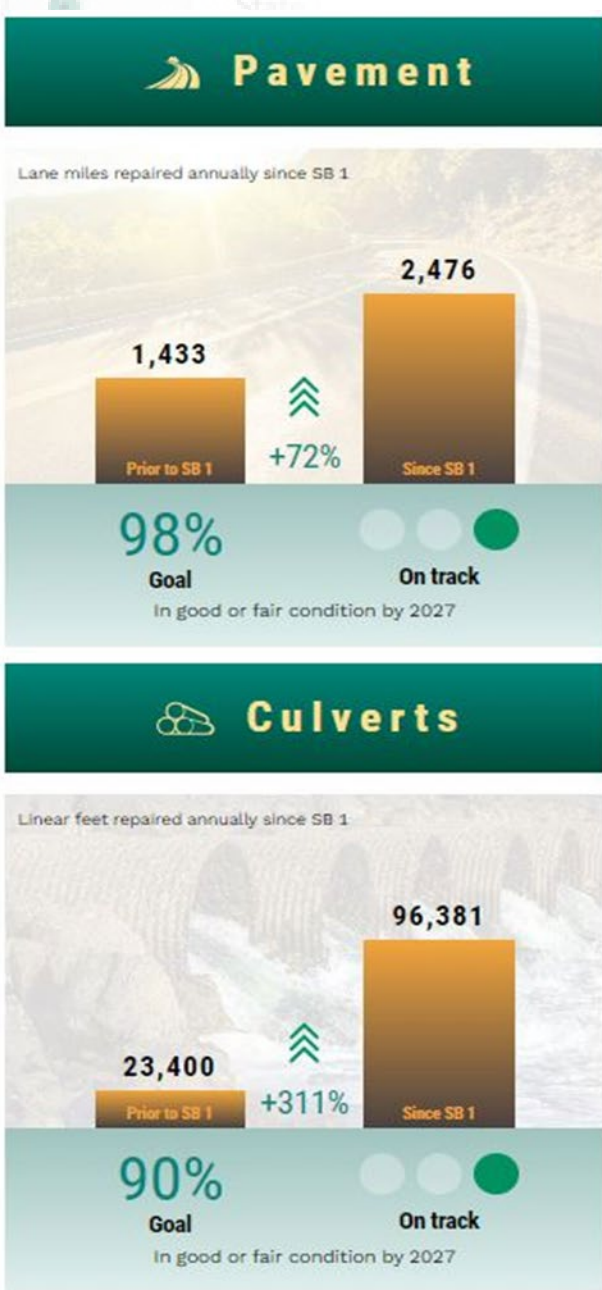 Pavement
Lane miles repaired annually since SB 1
2,476
1,433
+72%
Prior to SB 1
Since SB 1
98%
Goal
On track
In good or fair condition by 2027
Culverts
Linear feet repaired annually since SB 1
96,381
23,400
+311%
Prior to SB 1
Since SB 1
90%
Goal
On track
In good or fair condition by 2027